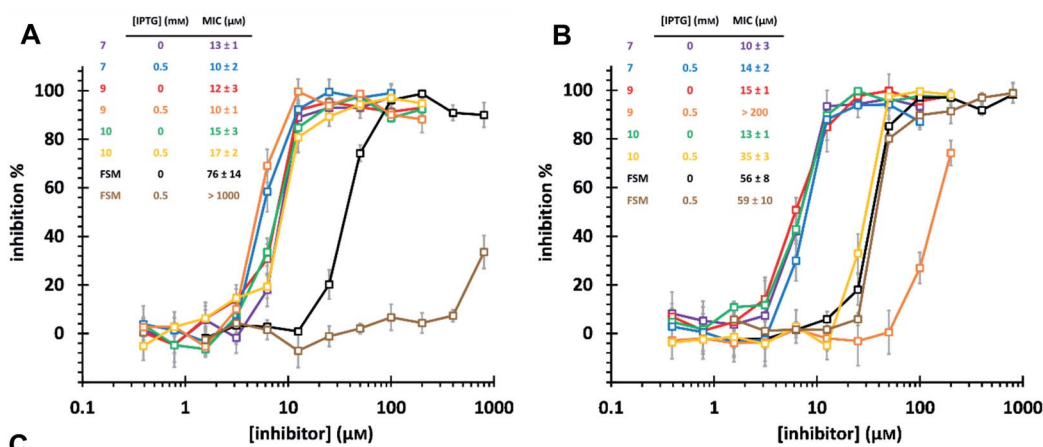 A
[IPTG] (mM) MIC (μM)
7 0 13 ± 1
7 0.5 10 ± 2
9 0 12 ± 3
9 0.5 10 ± 1
10 0 15 ± 3
10 0.5 17 ± 2
FSM 0 76 ± 14
FSM 0.5 > 1000
inhibition %
100
80
60
40
20
0
0.1 1 10 100 1000
[inhibitor] (μM)
B
[IPTG] (mM) MIC (μM)
7 0 10 ± 3
7 0.5 14 ± 2
9 0 15 ± 1
9 0.5 > 200
10 0 13 ± 1
10 0.5 35 ± 3
FSM 0 56 ± 8
FSM 0.5 59 ± 10
inhibition %
100
80
60
40
20
0
0.1 1 10 100 1000
[inhibitor] (μM)
C